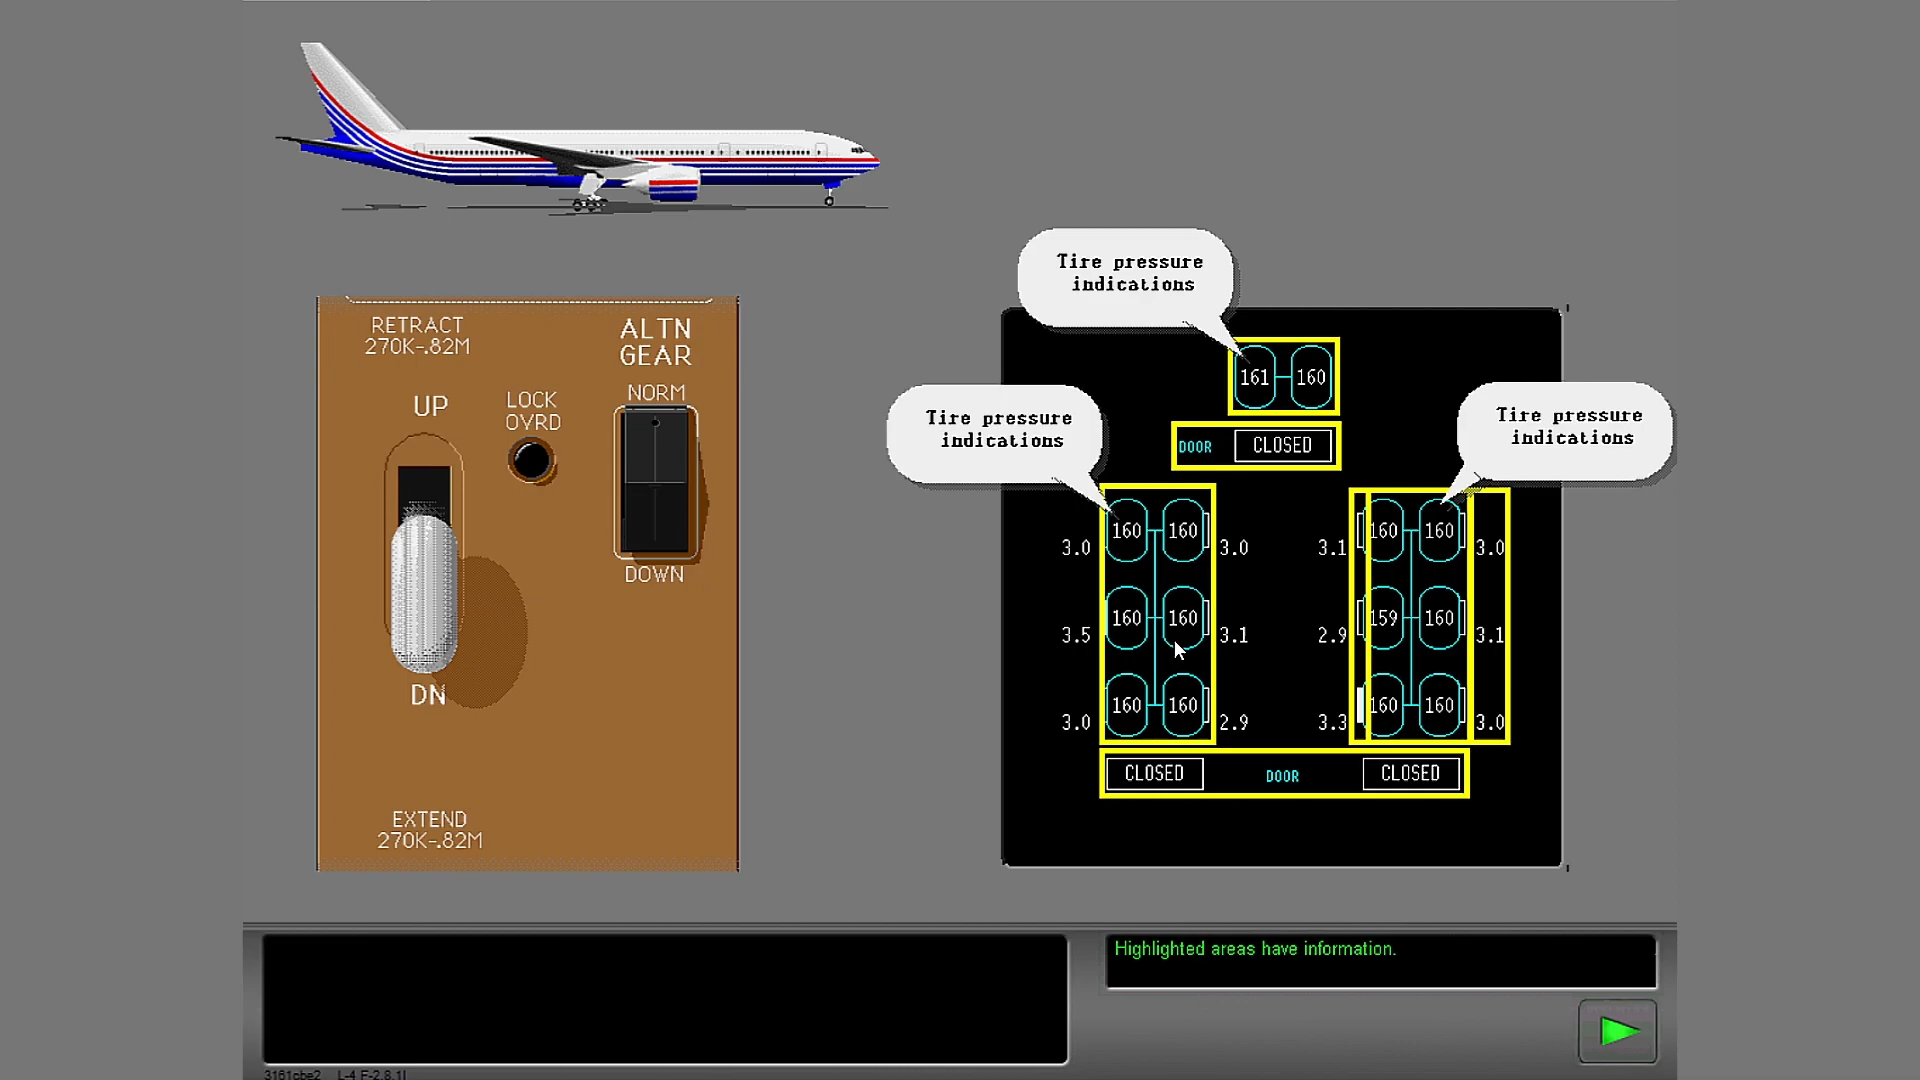 Tire pressure
indications
RETRACT
270K-.82M
ALTN
GEAR
NORM
UP
LOCK
OVRD
DOWN
DN
EXTEND
270K-.82M
161 160
Tire pressure
indications
Tire pressure
indications
DOOR CLOSED
160 160 160 160
3.0 3.0 3.1 3.0
160 160 159 160
3.5 3.1 2.9 3.1
160 160 160 160
3.0 2.9 3.3 3.0
CLOSED DOOR CLOSED
Highlighted areas have information.